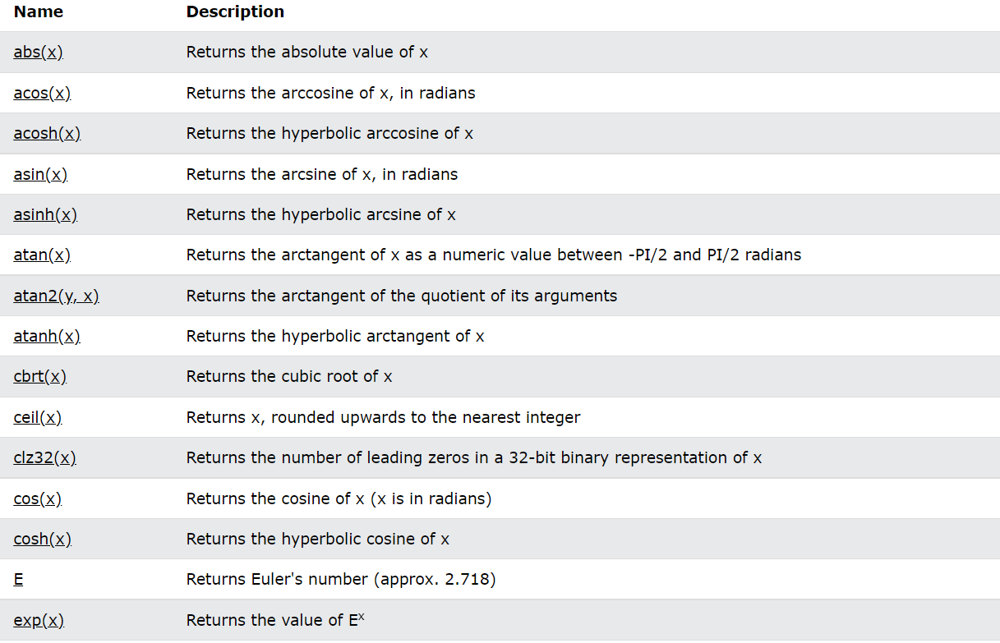 Name Description
abs(x) Returns the absolute value of x
acos(x) Returns the arccosine of x, in radians
acosh(x) Returns the hyperbolic arccosine of x
asin(x) Returns the arcsine of x, in radians
asinh(x) Returns the hyperbolic arcsine of x
atan(x) Returns the arctangent of x as a numeric value between -PI/2 and PI/2 radians
atan2(y, x) Returns the arctangent of the quotient of its arguments
atanh(x) Returns the hyperbolic arctangent of x
cbrt(x) Returns the cubic root of x
ceil(x) Returns x, rounded upwards to the nearest integer
clz32(x) Returns the number of leading zeros in a 32-bit binary representation of x
cos(x) Returns the cosine of x (x is in radians)
cosh(x) Returns the hyperbolic cosine of x
E Returns Euler's number (approx. 2.718)
exp(x) Returns the value of Eˣ